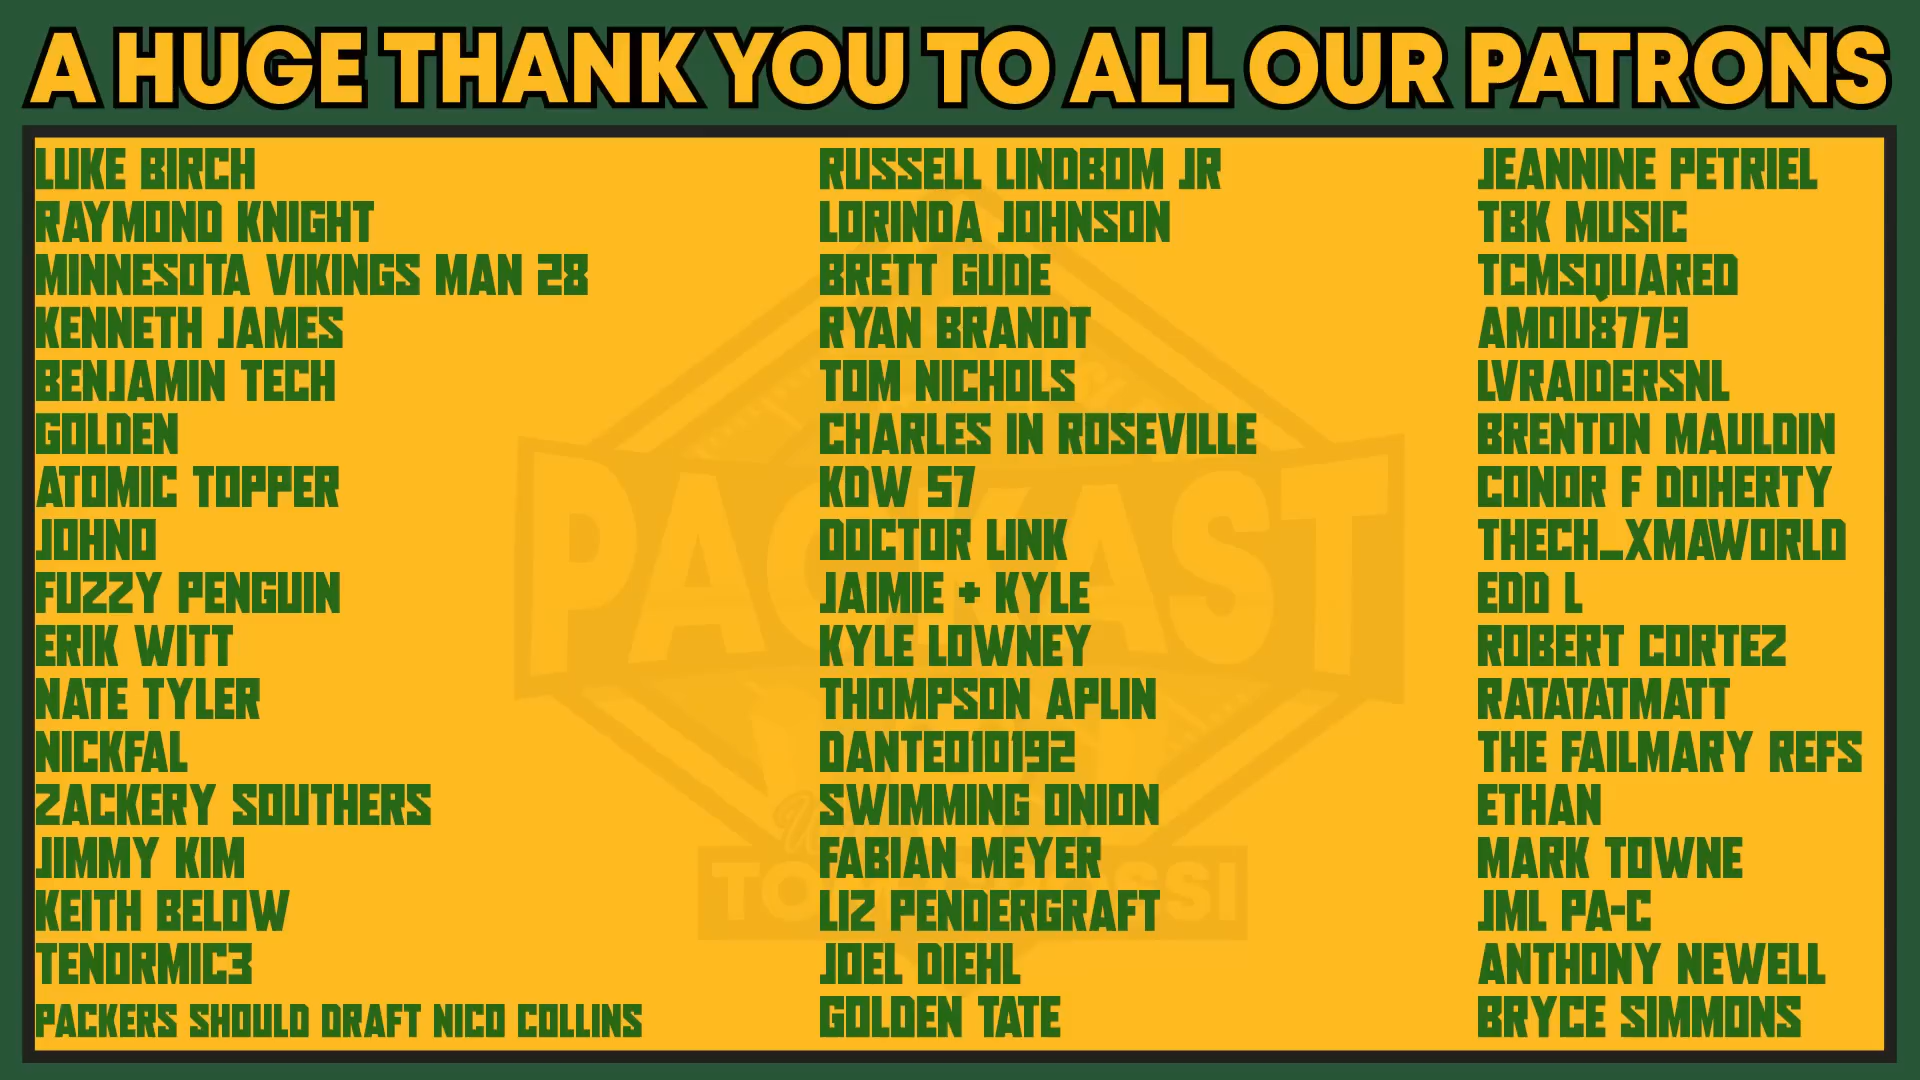 A HUGE THANK YOU TO ALL OUR PATRONS
LUKE BIRCH
RAYMOND KNIGHT
MINNESOTA VIKINGS MAN 28
KENNETH JAMES
BENJAMIN TECH
GOLDEN
ATOMIC TOPPER
JOHNO
FUZZY PENGUIN
ERIK WITT
NATE TYLER
NICKFAL
ZACKERY SOUTHERS
JIMMY KIM
KEITH BELOW
TENORMIC3
PACKERS SHOULD DRAFT NICO COLLINS
RUSSELL LINDBOM JR
LORINDA JOHNSON
BRETT GUDE
RYAN BRANDT
TOM NICHOLS
CHARLES IN ROSEVILLE
KDW 57
DOCTOR LINK
JAIMIE + KYLE
KYLE LOWNEY
THOMPSON APLIN
DANTE010192
SWIMMING ONION
FABIAN MEYER
LIZ PENDERGRAFT
JOEL DIEHL
GOLDEN TATE
JEANNINE PETRIEL
TBK MUSIC
TCMSQUARED
AMOU8779
LVRAIDERSNL
BRENTON MAULDIN
CONOR F DOHERTY
THECH_XMAWORLD
EDD L
ROBERT CORTEZ
RATATATMATT
THE FAILMARY REFS
ETHAN
MARK TOWNE
JML PA-C
ANTHONY NEWELL
BRYCE SIMMONS
PACKAST